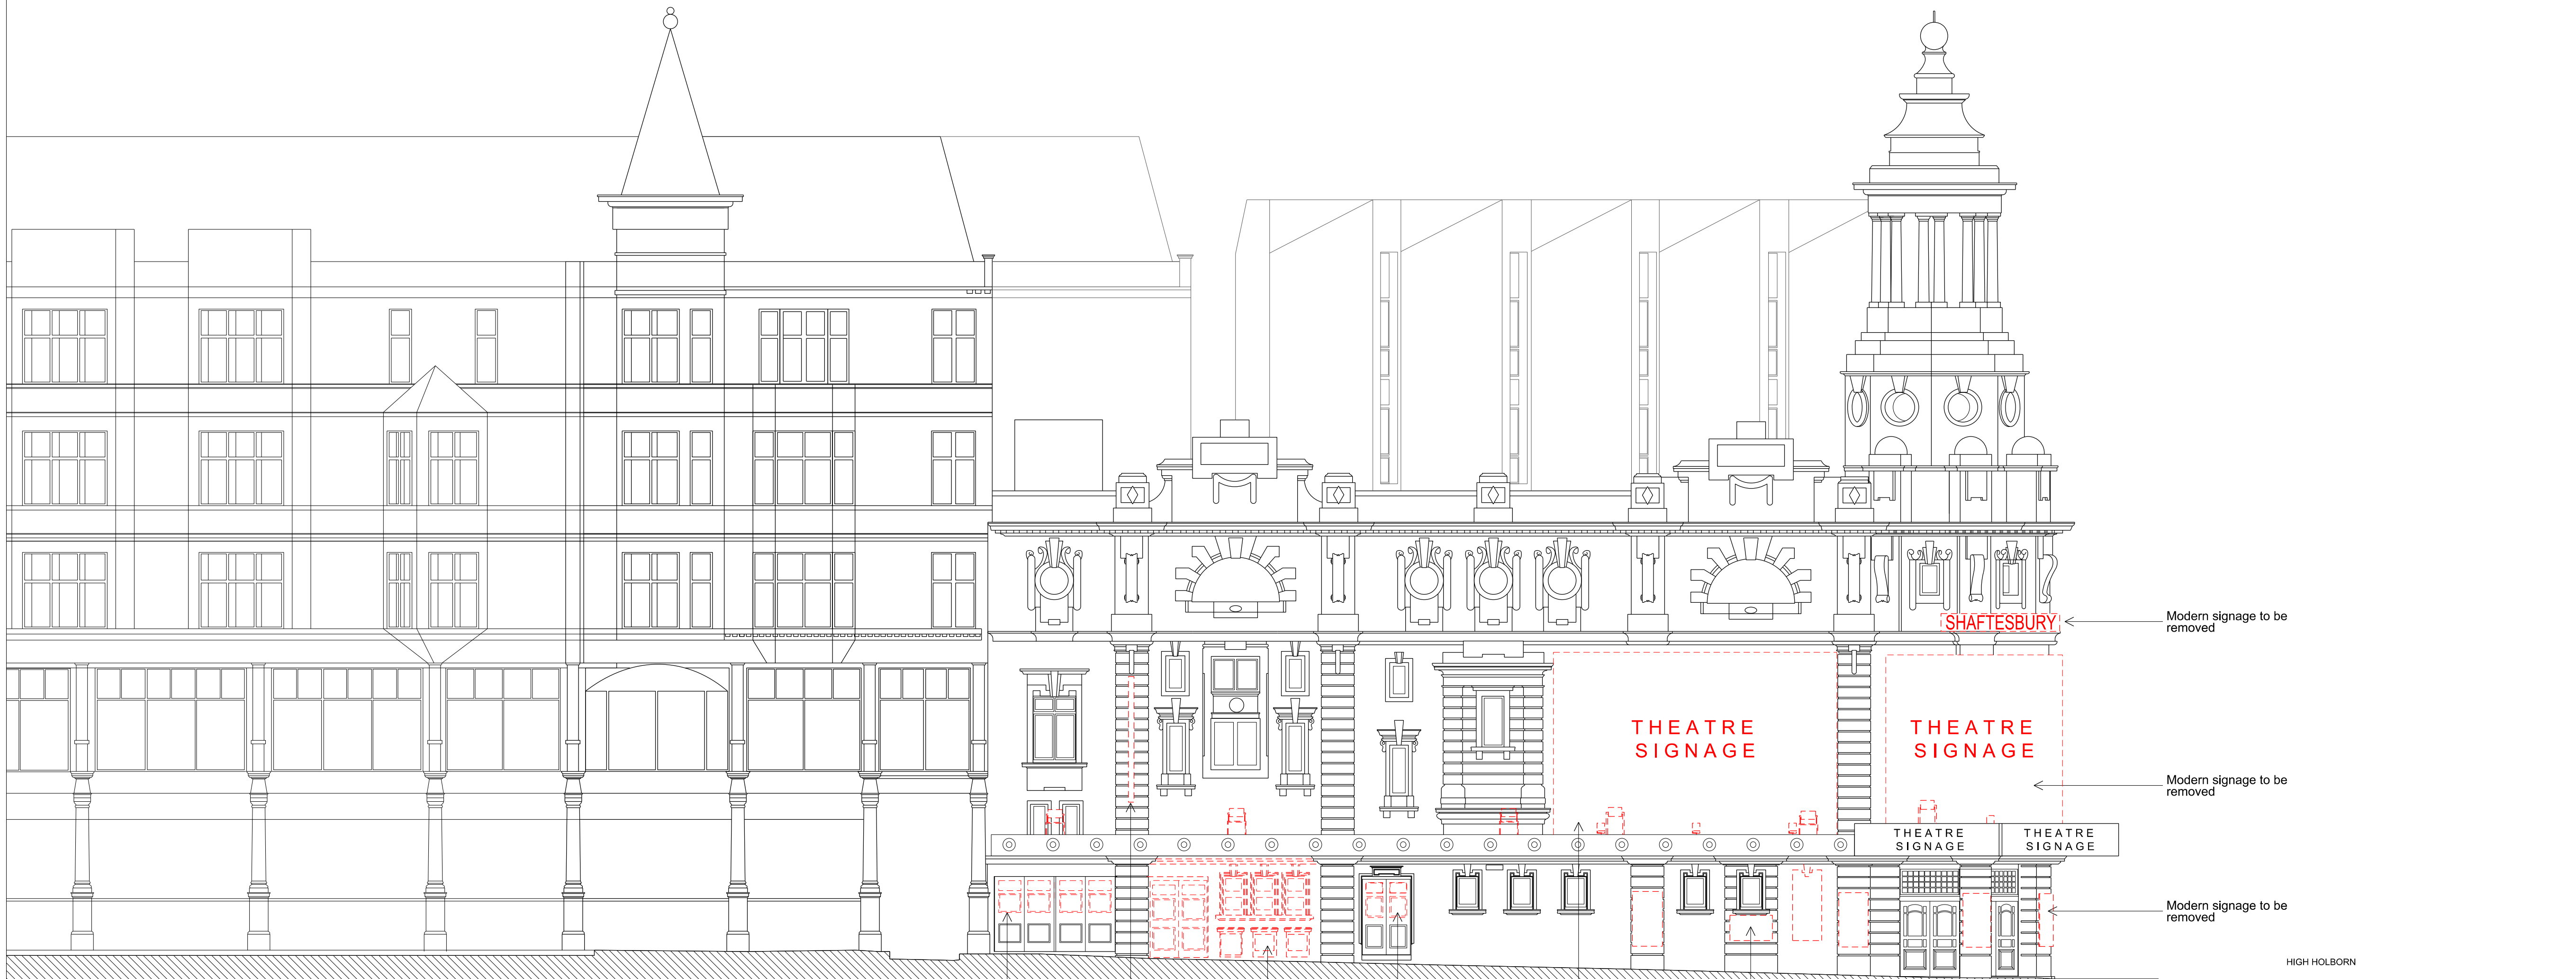 SHAFTESBURY
Modern signage to be
removed
THEATRE
SIGNAGE
THEATRE
SIGNAGE
Modern signage to be
removed
THEATRE
SIGNAGE
THEATRE
SIGNAGE
Modern signage to be
removed
HIGH HOLBORN